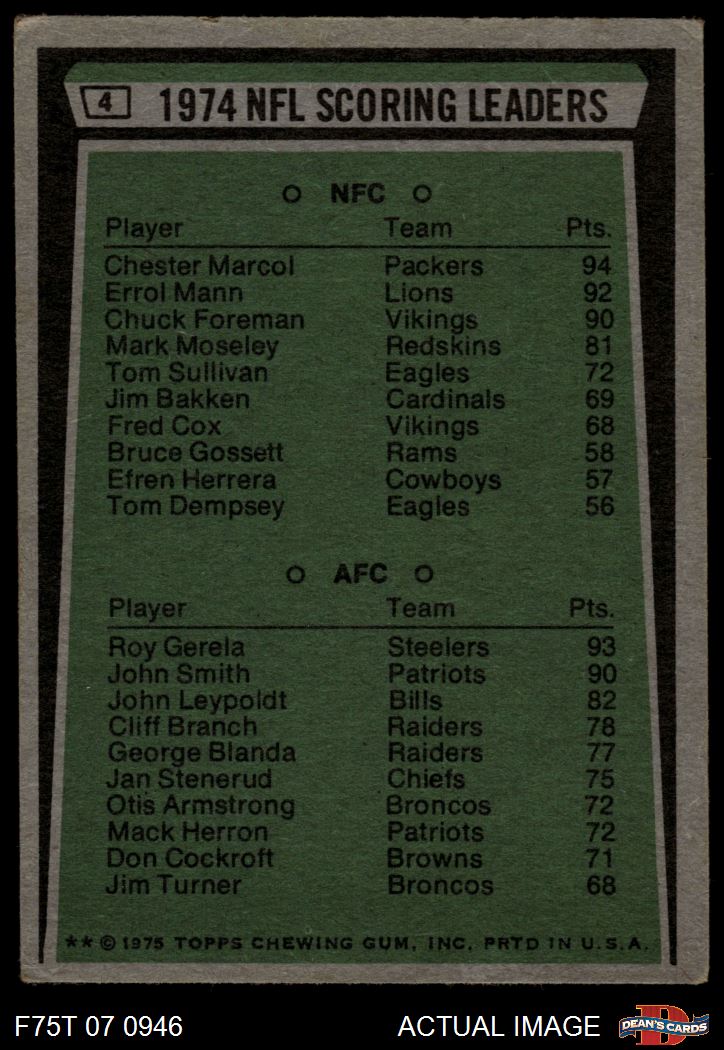 4 1974 NFL SCORING LEADERS
NFC
Player Team Pts.
Chester Marcol Packers 94
Errol Mann Lions 92
Chuck Foreman Vikings 90
Mark Moseley Redskins 81
Tom Sullivan Eagles 72
Jim Bakken Cardinals 69
Fred Cox Vikings 68
Bruce Gossett Rams 58
Efren Herrera Cowboys 57
Tom Dempsey Eagles 56
AFC
Player Team Pts.
Roy Gerela Steelers 93
John Smith Patriots 90
John Leypoldt Bills 82
Cliff Branch Raiders 78
George Blanda Raiders 77
Jan Stenerud Chiefs 75
Otis Armstrong Broncos 72
Mack Herron Patriots 72
Don Cockroft Browns 71
Jim Turner Broncos 68
** © 1975 TOPPS CHEWING GUM, INC. PRTD IN U.S.A.
F75T 07 0946 ACTUAL IMAGE D DEAN'S CARDS